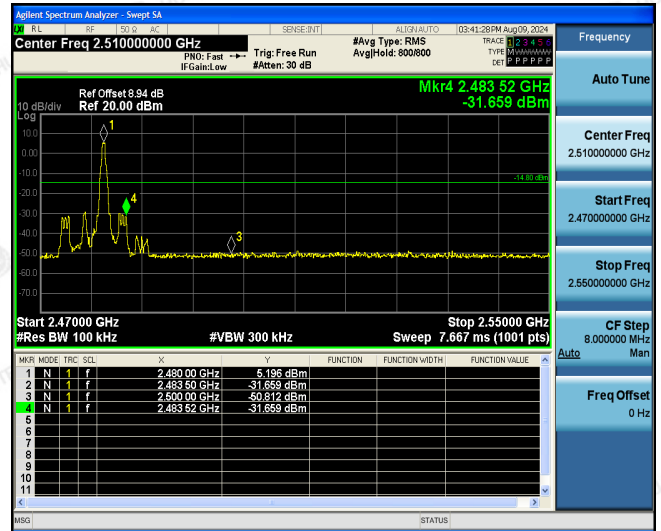 Agilent Spectrum Analyzer - Swept SA
LXI RL RF 50 Ω AC SENSE:INT ALIGN AUTO 03:41:28PM Aug 09, 2024
Center Freq 2.510000000 GHz
PNO: Fast
IFGain:Low
Trig: Free Run
#Atten: 30 dB
#Avg Type: RMS
Avg|Hold: 800/800
TRACE 1 2 3 4 5 6
TYPE M W W W W W
DET P P P P P P
Mkr4 2.483 52 GHz
-31.659 dBm
Ref Offset 8.94 dB
10 dB/div Ref 20.00 dBm
Log
10.0
0.00
-10.0
-20.0
-30.0
-40.0
-50.0
-60.0
-70.0
1
4
3
-14.80 dBm
Start 2.47000 GHz Stop 2.55000 GHz
#Res BW 100 kHz #VBW 300 kHz Sweep 7.667 ms (1001 pts)
MKR MODE TRC SCL X Y FUNCTION FUNCTION WIDTH FUNCTION VALUE
1 N 1 f 2.480 00 GHz 5.196 dBm
2 N 1 f 2.483 50 GHz -31.659 dBm
3 N 1 f 2.500 00 GHz -50.812 dBm
4 N 1 f 2.483 52 GHz -31.659 dBm
5
6
7
8
9
10
11
MSG STATUS
Frequency
Auto Tune
Center Freq
2.510000000 GHz
Start Freq
2.470000000 GHz
Stop Freq
2.550000000 GHz
CF Step
8.000000 MHz
Auto Man
Freq Offset
0 Hz